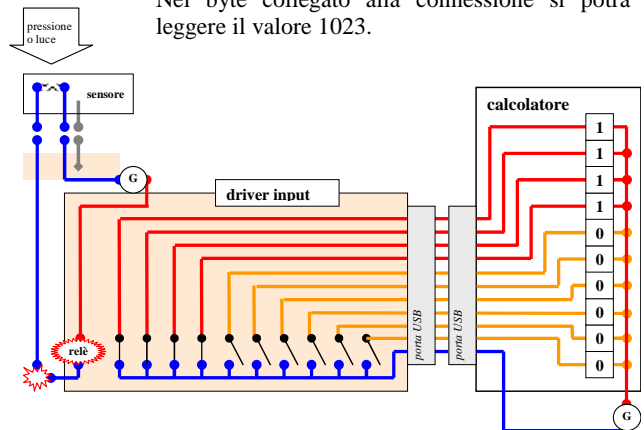 Nel byte collegato alla connessione si potrà
leggere il valore 1023.
pressione
o luce
sensore
G
driver input
relè
porta USB
porta USB
calcolatore
1
1
1
1
0
0
0
0
0
0
G